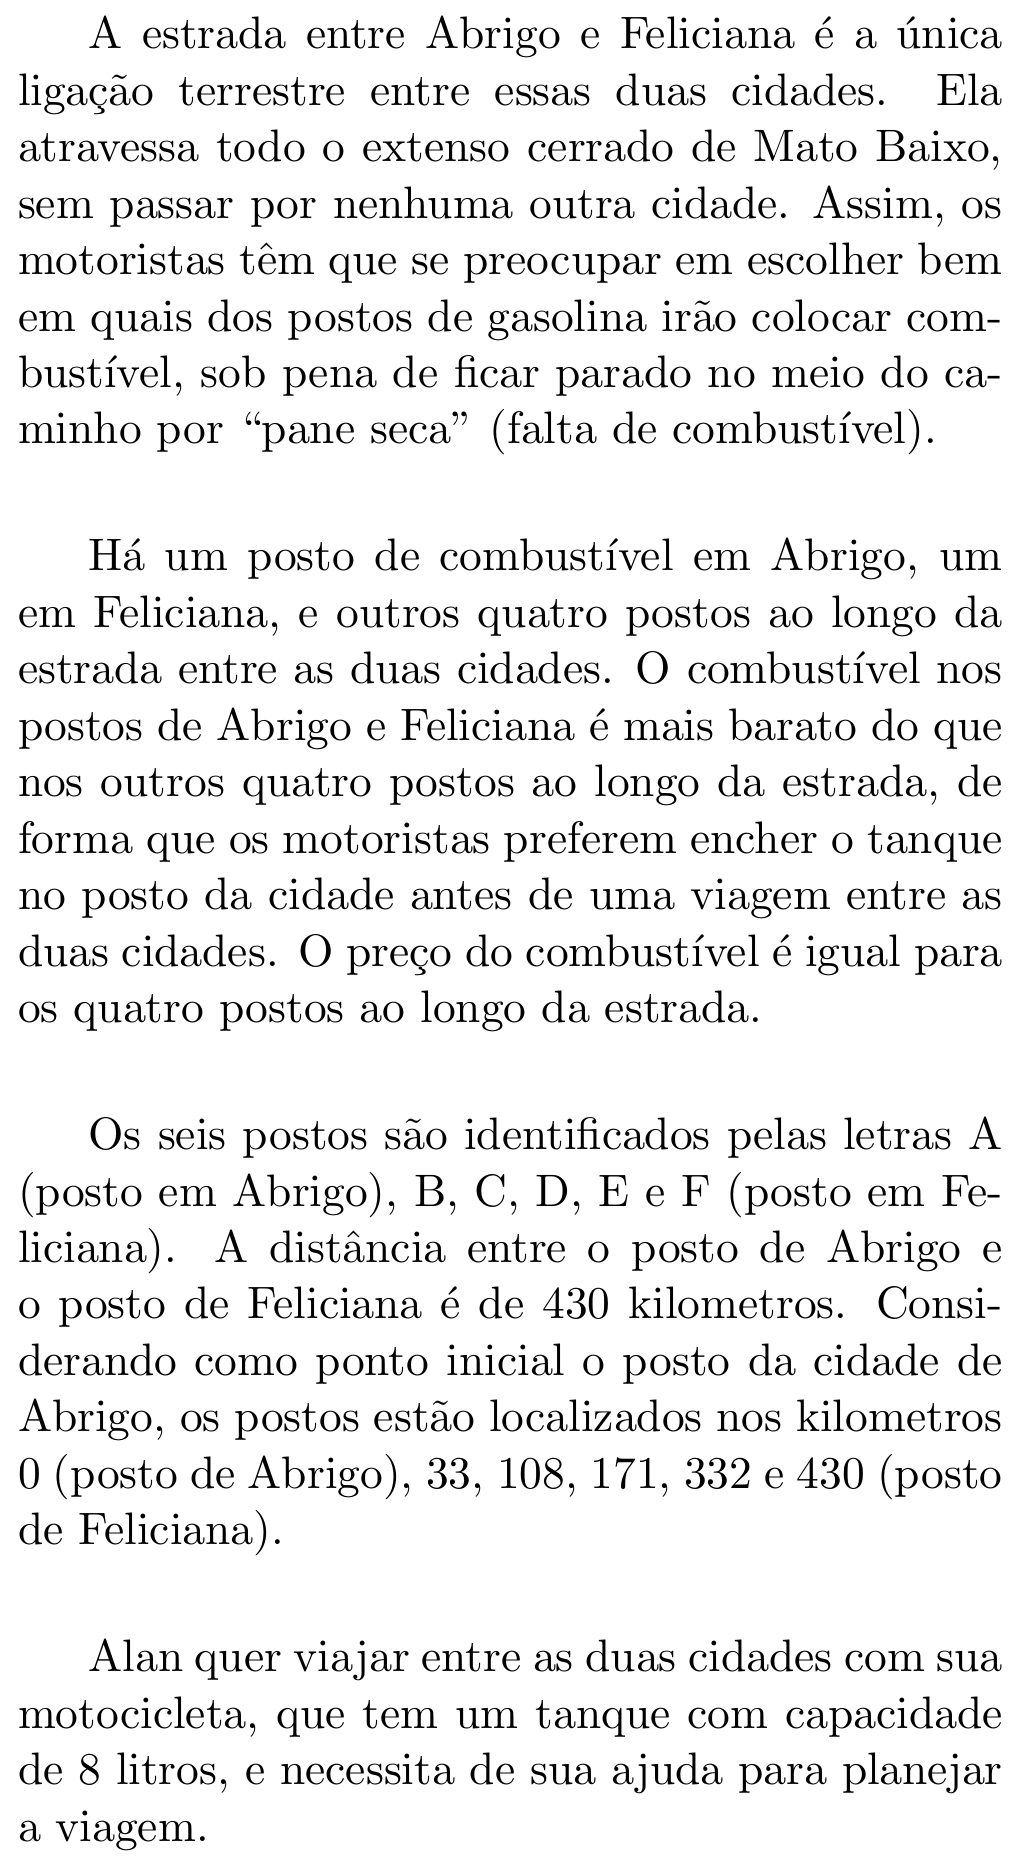 A estrada entre Abrigo e Feliciana é a única
ligação terrestre entre essas duas cidades. Ela
atravessa todo o extenso cerrado de Mato Baixo,
sem passar por nenhuma outra cidade. Assim, os
motoristas têm que se preocupar em escolher bem
em quais dos postos de gasolina irão colocar com-
bustível, sob pena de ficar parado no meio do ca-
minho por “pane seca” (falta de combustível).
Há um posto de combustível em Abrigo, um
em Feliciana, e outros quatro postos ao longo da
estrada entre as duas cidades. O combustível nos
postos de Abrigo e Feliciana é mais barato do que
nos outros quatro postos ao longo da estrada, de
forma que os motoristas preferem encher o tanque
no posto da cidade antes de uma viagem entre as
duas cidades. O preço do combustível é igual para
os quatro postos ao longo da estrada.
Os seis postos são identificados pelas letras A
(posto em Abrigo), B, C, D, E e F (posto em Fe-
liciana). A distância entre o posto de Abrigo e
o posto de Feliciana é de 430 kilometros. Consi-
derando como ponto inicial o posto da cidade de
Abrigo, os postos estão localizados nos kilometros
0 (posto de Abrigo), 33, 108, 171, 332 e 430 (posto
de Feliciana).
Alan quer viajar entre as duas cidades com sua
motocicleta, que tem um tanque com capacidade
de 8 litros, e necessita de sua ajuda para planejar
a viagem.